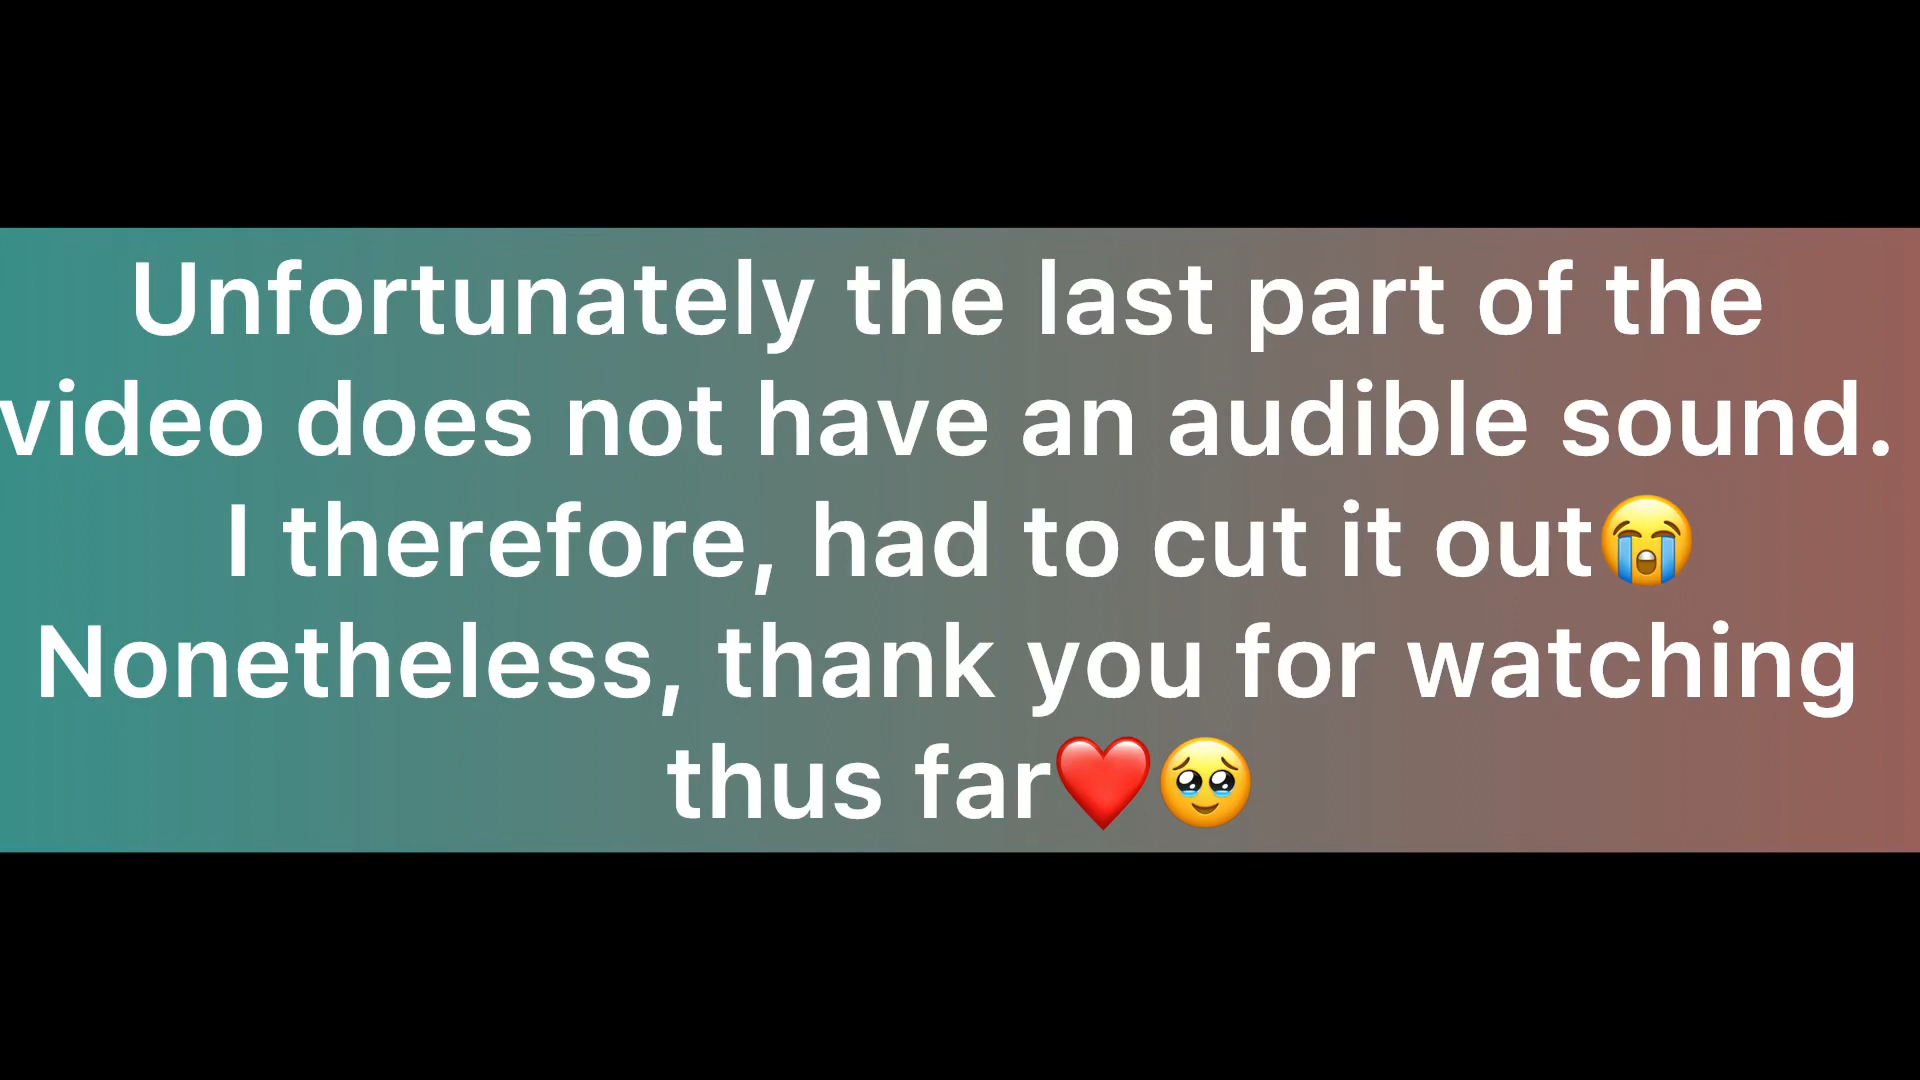 Unfortunately the last part of the
video does not have an audible sound.
I therefore, had to cut it out😭
Nonetheless, thank you for watching
thus far❤️🥹